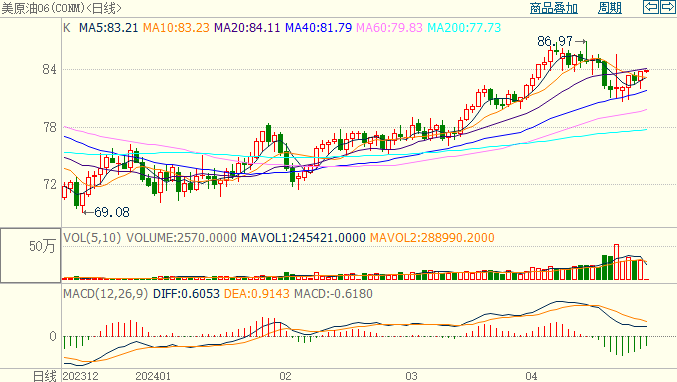 美原油06(CONM)<日线> 商品叠加 周期
K MA5:83.21 MA10:83.23 MA20:84.11 MA40:81.79 MA60:79.83 MA200:77.73
86.97
84
78
72
69.08
VOL(5,10) VOLUME:2570.0000 MAVOL1:245421.0000 MAVOL2:288990.2000
50万
MACD(12,26,9) DIFF:0.6053 DEA:0.9143 MACD:-0.6180
0
日线 202312 202401 02 03 04